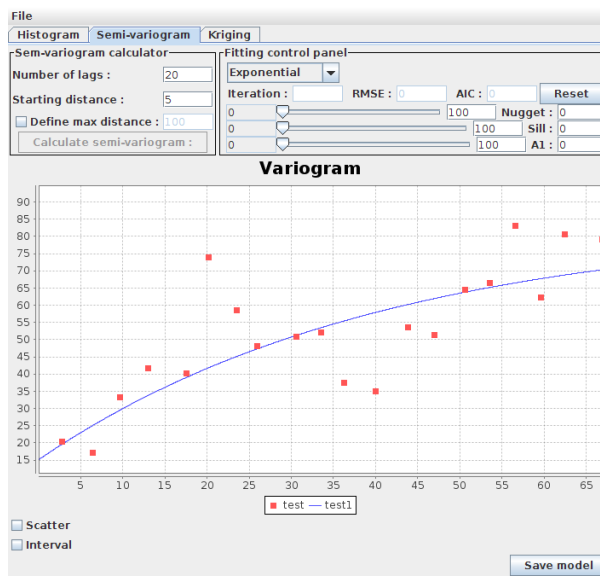 File
Histogram Semi-variogram Kriging
Sem-variogram calculator
Number of lags : 20
Starting distance : 5
Define max distance : 100
Calculate semi-variogram :
Fitting control panel
Exponential
Iteration : RMSE : 0 AIC : 0 Reset
0 100 Nugget : 0
0 100 Sill : 0
0 100 A1 : 0
Variogram
90
85
80
75
70
65
60
55
50
45
40
35
30
25
20
15
5 10 15 20 25 30 35 40 45 50 55 60 65
test test1
Scatter
Interval
Save model